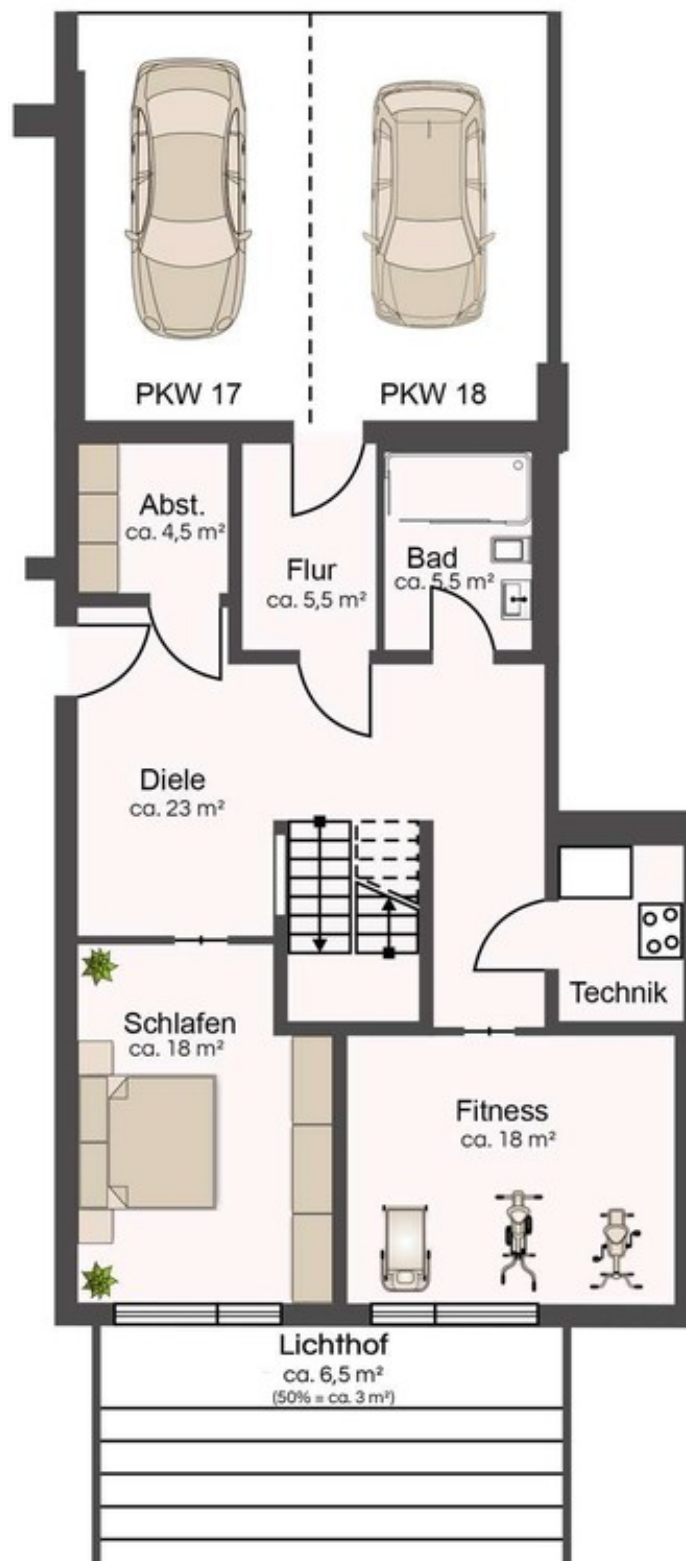 PKW 17
PKW 18
Abst.
ca. 4,5 m²
Flur
ca. 5,5 m²
Bad
ca. 5,5 m²
Diele
ca. 23 m²
Technik
Schlafen
ca. 18 m²
Fitness
ca. 18 m²
Lichthof
ca. 6,5 m²
(50% = ca. 3 m²)